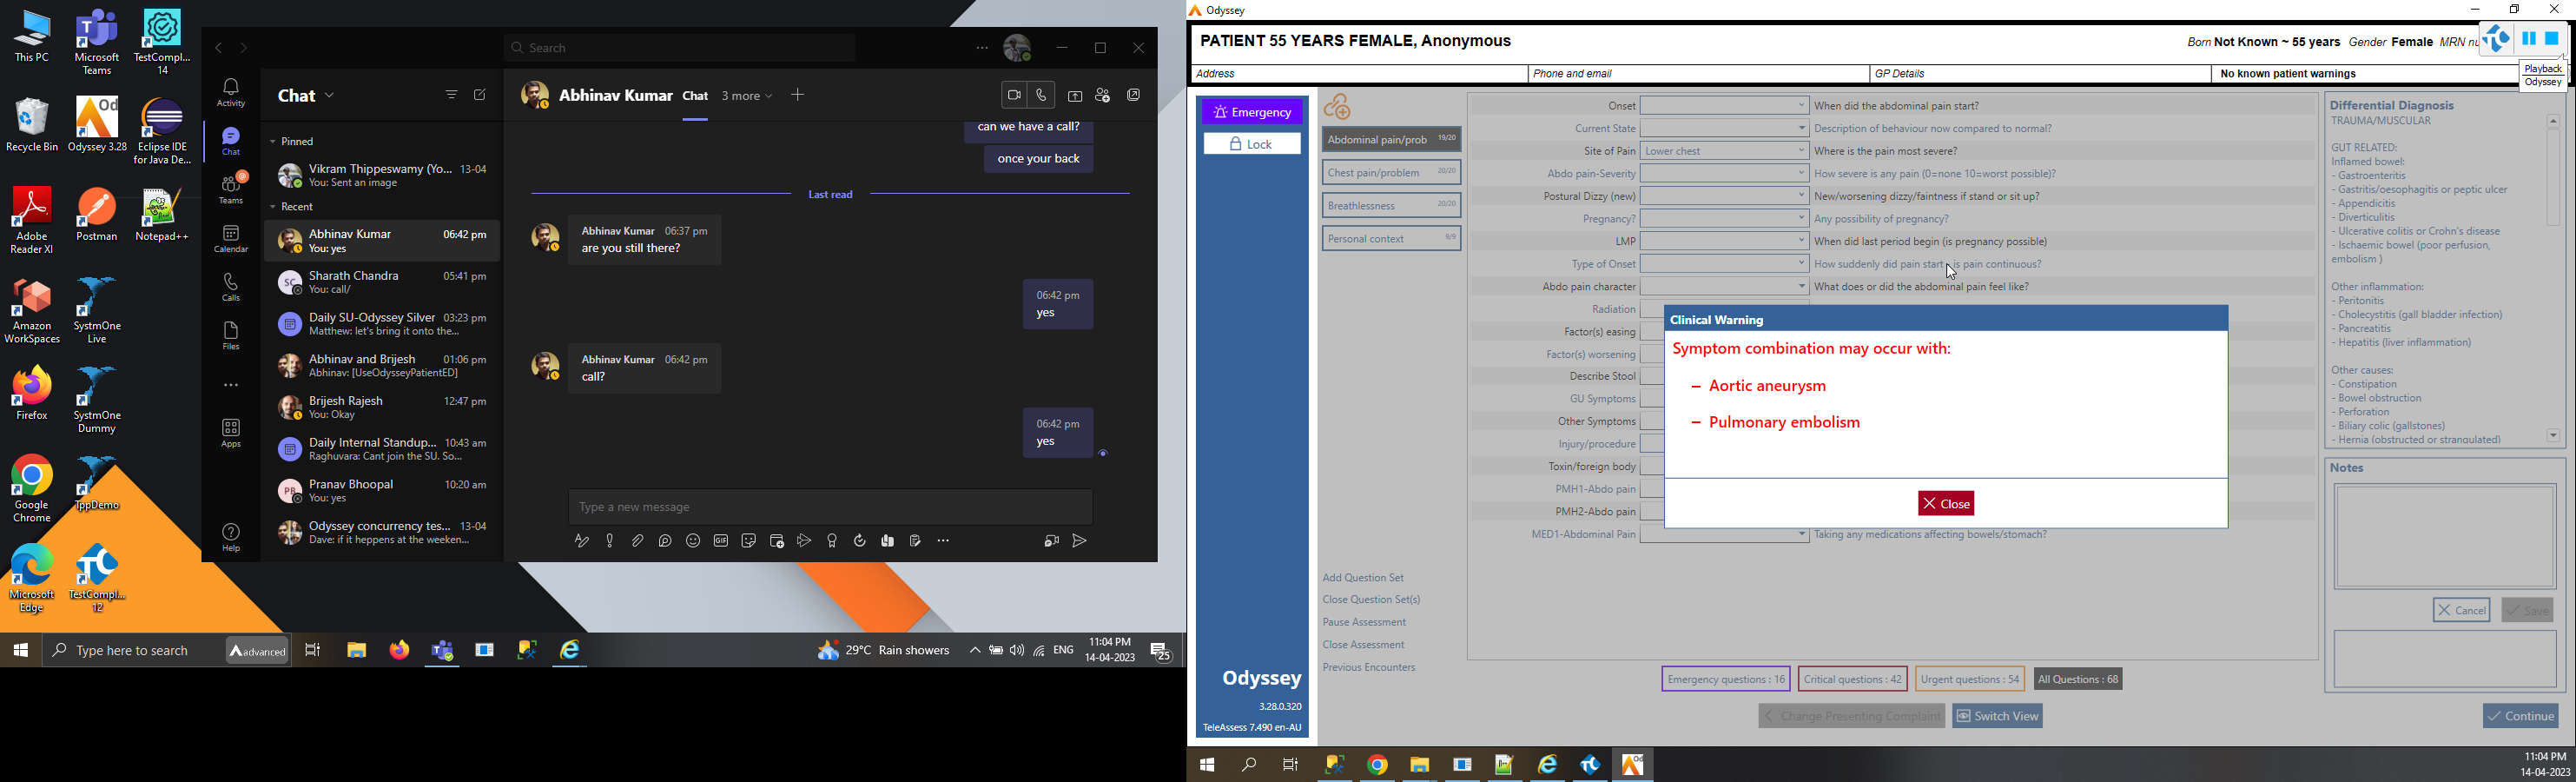 This PC
Microsoft Teams
TestCompl... 14
Recycle Bin
Odyssey 3.28
Eclipse IDE for Java De...
Adobe Reader XI
Postman
Notepad++
Amazon WorkSpaces
SystmOne Live
Firefox
SystmOne Dummy
Google Chrome
TppDemo
Microsoft Edge
TestCompl... 12
Search
Activity
Chat
Teams
Calendar
Calls
Files
Apps
Help
Chat
Pinned
Vikram Thippeswamy (Yo... 13-04
You: Sent an image
Recent
Abhinav Kumar 06:42 pm
You: yes
SC
Sharath Chandra 05:41 pm
You: call/
Daily SU-Odyssey Silver 03:23 pm
Matthew: let's bring it onto the...
Abhinav and Brijesh 01:06 pm
Abhinav: [UseOdysseyPatientED]
Brijesh Rajesh 12:47 pm
You: Okay
Daily Internal Standup... 10:43 am
Raghuvara: Cant join the SU. So...
PB
Pranav Bhoopal 10:20 am
You: yes
Odyssey concurrency tes... 13-04
Dave: if it heppens at the weeken...
Abhinav Kumar Chat 3 more
can we have a call?
once your back
Last read
Abhinav Kumar 06:37 pm
are you still there?
06:42 pm
yes
Abhinav Kumar 06:42 pm
call?
06:42 pm
yes
Type a new message
GIF
Type here to search
advanced
29°C Rain showers
ENG
11:04 PM
14-04-2023
25
Odyssey
PATIENT 55 YEARS FEMALE, Anonymous
Born Not Known ~ 55 years Gender Female MRN
Playback
Odyssey
Address
Phone and email
GP Details
No known patient warnings
Emergency
Lock
Abdominal pain/prob 19/20
Chest pain/problem 20/20
Breathlessness 20/20
Personal context 9/9
Onset When did the abdominal pain start?
Current State Description of behaviour now compared to normal?
Site of Pain Lower chest Where is the pain most severe?
Abdo pain-Severity How severe is any pain (0=none 10=worst possible)?
Postural Dizzy (new) New/worsening dizzy/faintness if stand or sit up?
Pregnancy? Any possibility of pregnancy?
LMP When did last period begin (is pregnancy possible)
Type of Onset How suddenly did pain start is pain continuous?
Abdo pain character What does or did the abdominal pain feel like?
Radiation
Factor(s) easing
Factor(s) worsening
Describe Stool
GU Symptoms
Other Symptoms
Injury/procedure
Toxin/foreign body
PMH1-Abdo pain
PMH2-Abdo pain
MED1-Abdominal Pain Taking any medications affecting bowels/stomach?
Clinical Warning
Symptom combination may occur with:
– Aortic aneurysm
– Pulmonary embolism
Close
Add Question Set
Close Question Set(s)
Pause Assessment
Close Assessment
Previous Encounters
Odyssey
3.28.0.320
TeleAssess 7.490 en-AU
Emergency questions : 16
Critical questions : 42
Urgent questions : 54
All Questions : 68
Change Presenting Complaint
Switch View
Differential Diagnosis
TRAUMA/MUSCULAR
GUT RELATED:
Inflamed bowel:
- Gastroenteritis
- Gastritis/oesophagitis or peptic ulcer
- Appendicitis
- Diverticulitis
- Ulcerative colitis or Crohn's disease
- Ischaemic bowel (poor perfusion,
embolism )
Other inflammation:
- Peritonitis
- Cholecystitis (gall bladder infection)
- Pancreatitis
- Hepatitis (liver inflammation)
Other causes:
- Constipation
- Bowel obstruction
- Perforation
- Biliary colic (gallstones)
- Hernia (obstructed or strangulated)
Notes
Cancel
Save
Continue
11:04 PM
14-04-2023